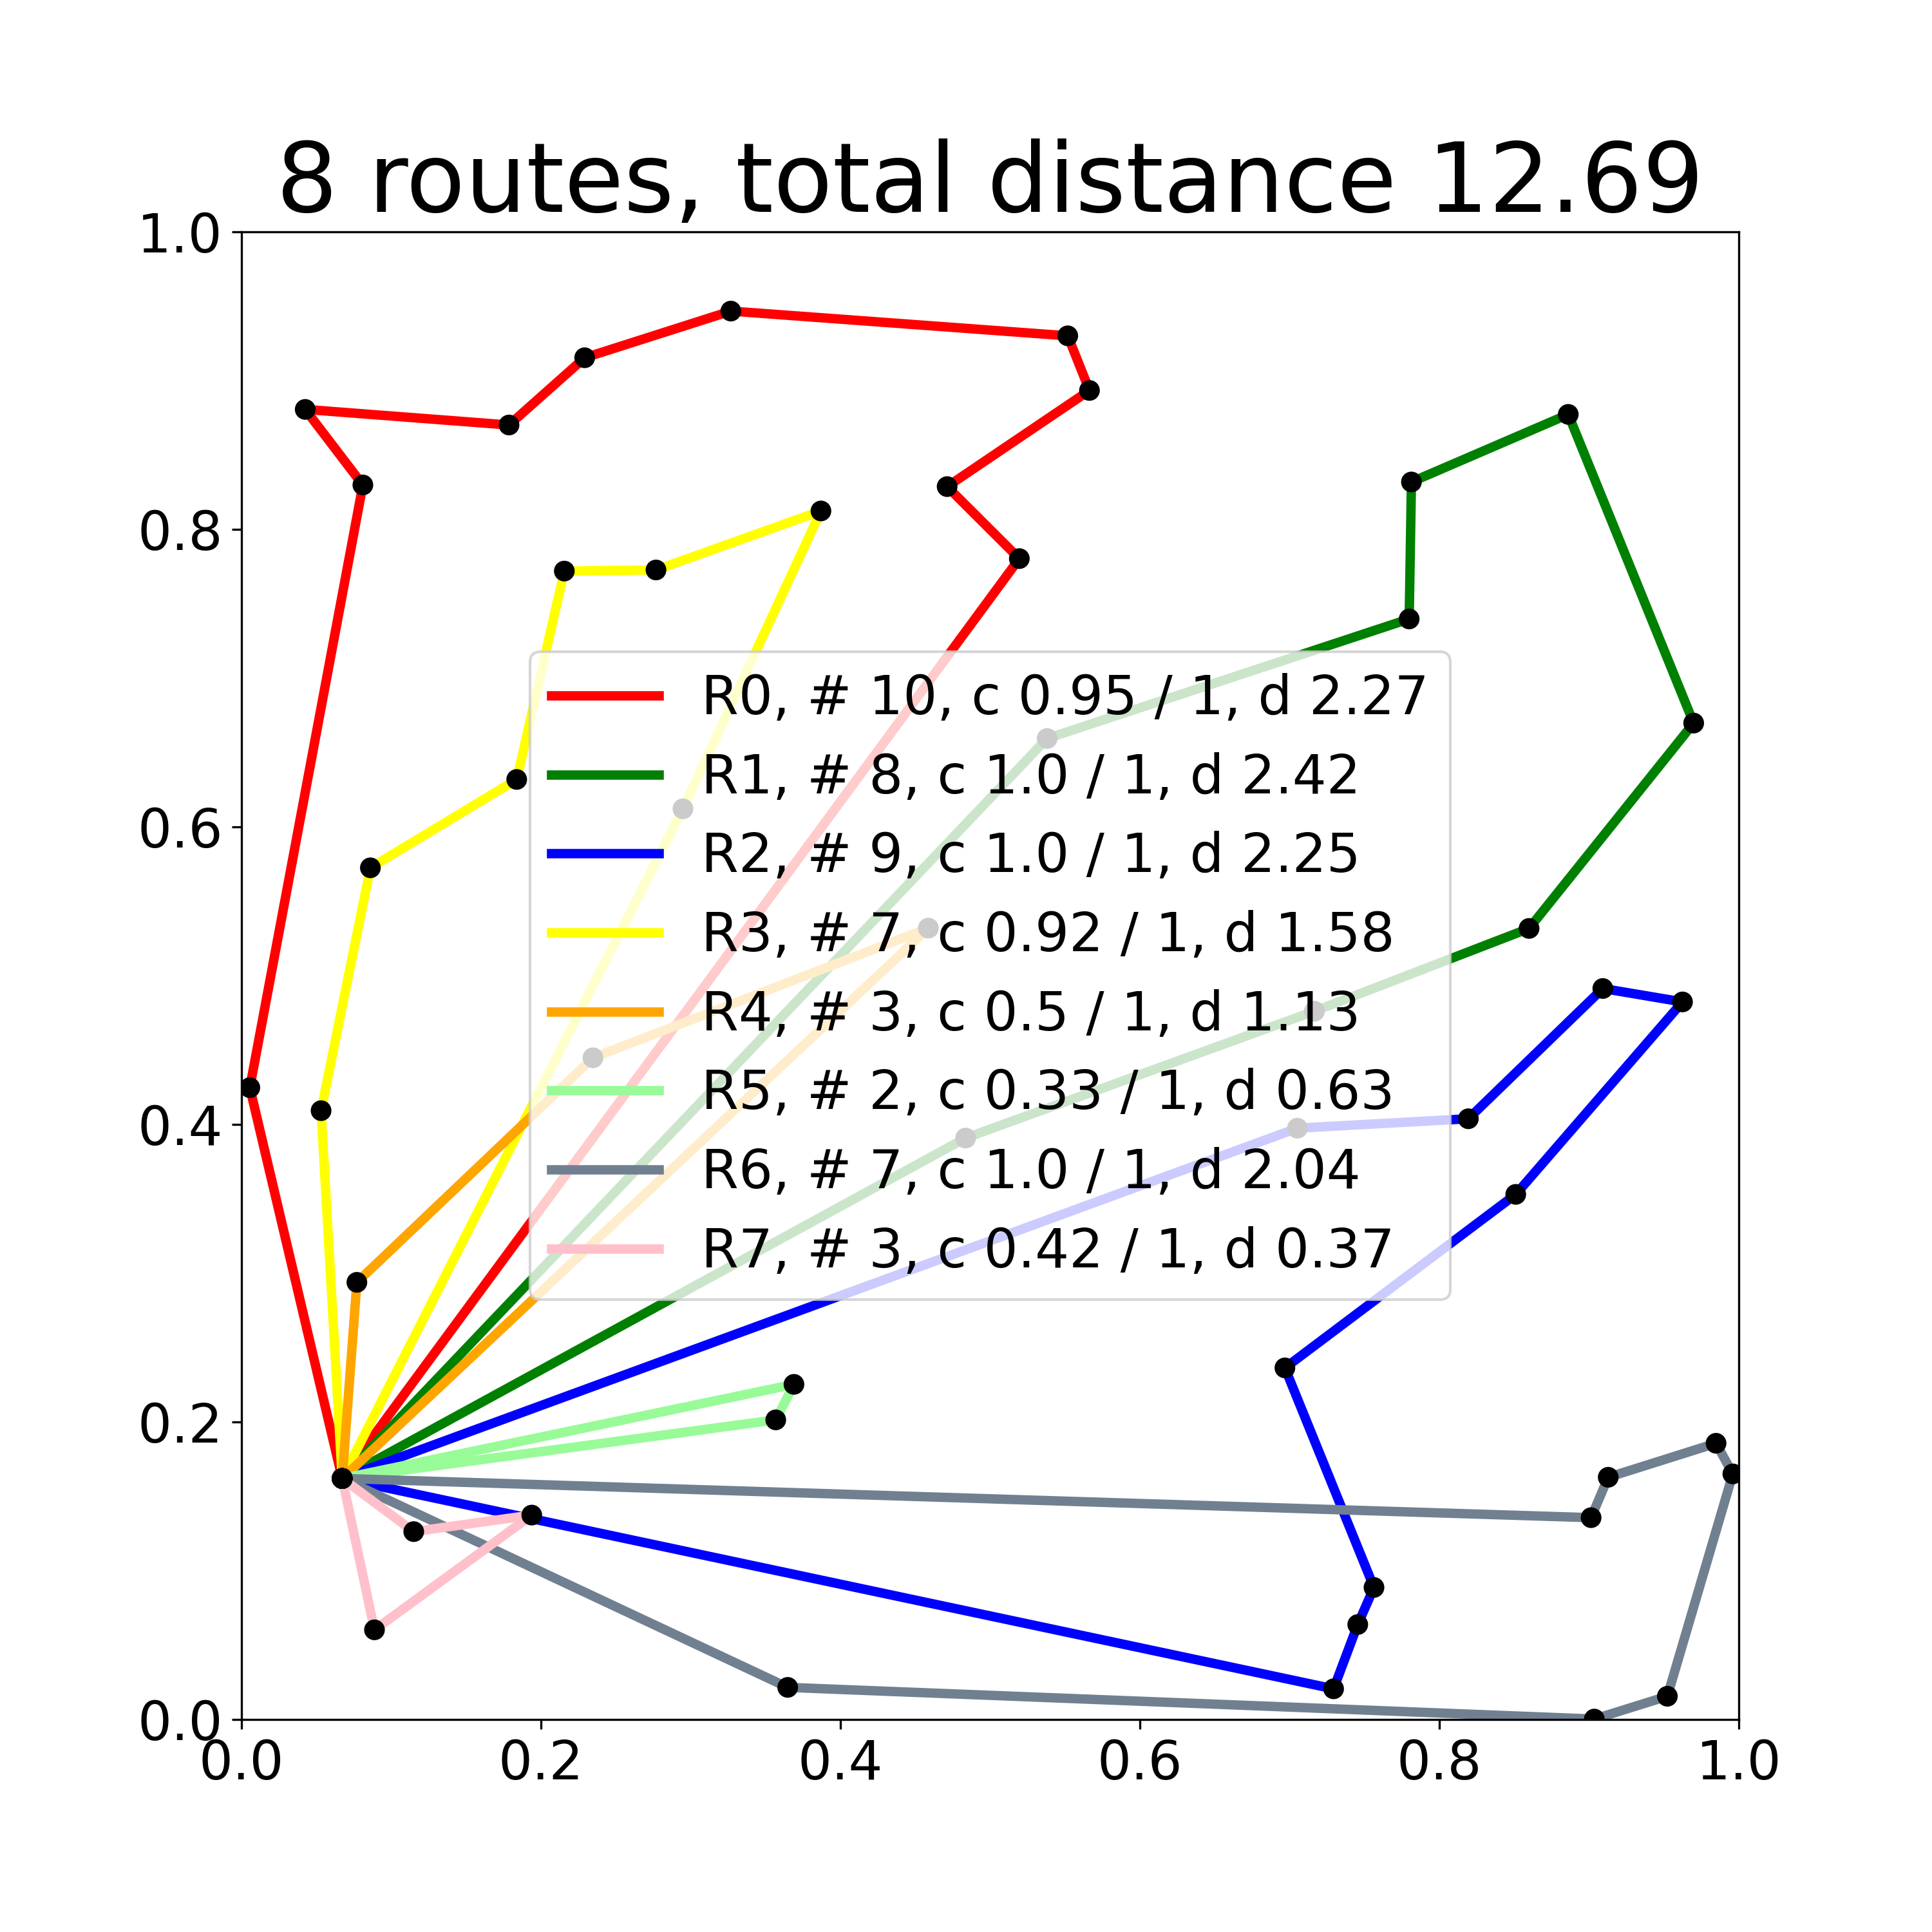 8 routes, total distance 12.69
1.0
0.8
0.6
0.4
0.2
0.0
R0, # 10, c 0.95 / 1, d 2.27
R1, # 8, c 1.0 / 1, d 2.42
R2, # 9, c 1.0 / 1, d 2.25
R3, # 7, c 0.92 / 1, d 1.58
R4, # 3, c 0.5 / 1, d 1.13
R5, # 2, c 0.33 / 1, d 0.63
R6, # 7, c 1.0 / 1, d 2.04
R7, # 3, c 0.42 / 1, d 0.37
0.0 0.2 0.4 0.6 0.8 1.0